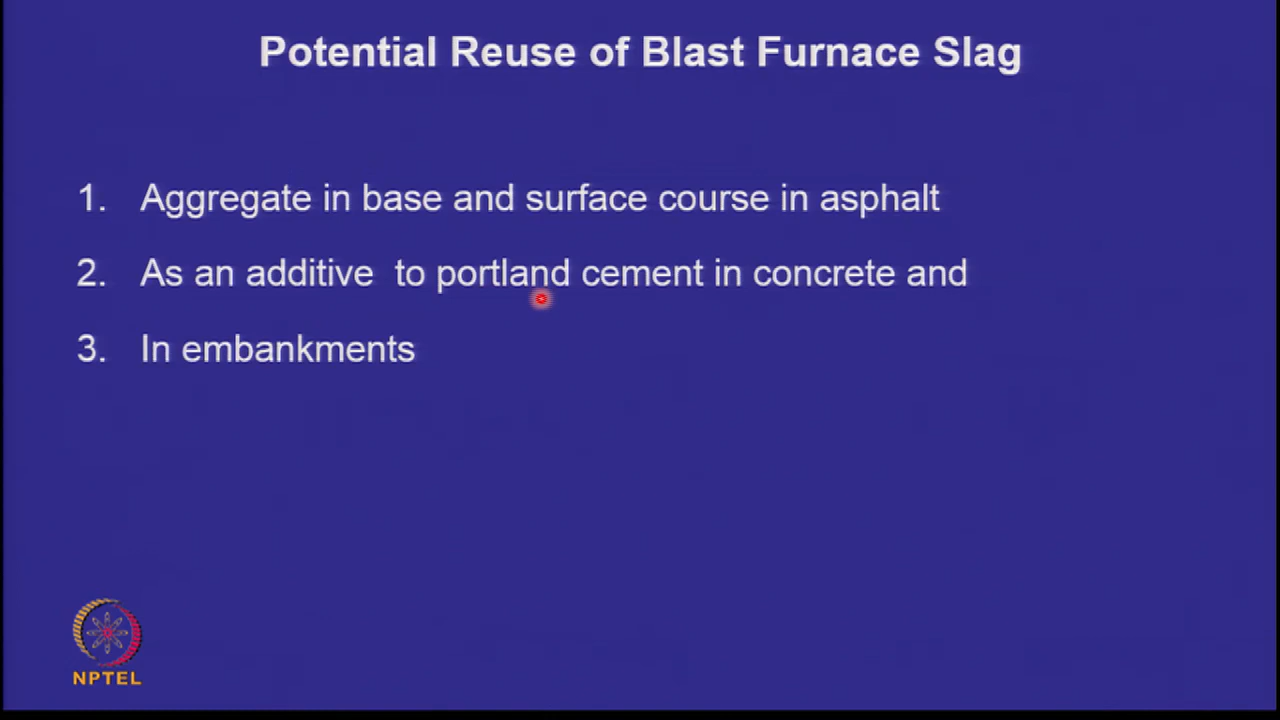 Potential Reuse of Blast Furnace Slag
1. Aggregate in base and surface course in asphalt
2. As an additive  to portland cement in concrete and
3. In embankments
NPTEL